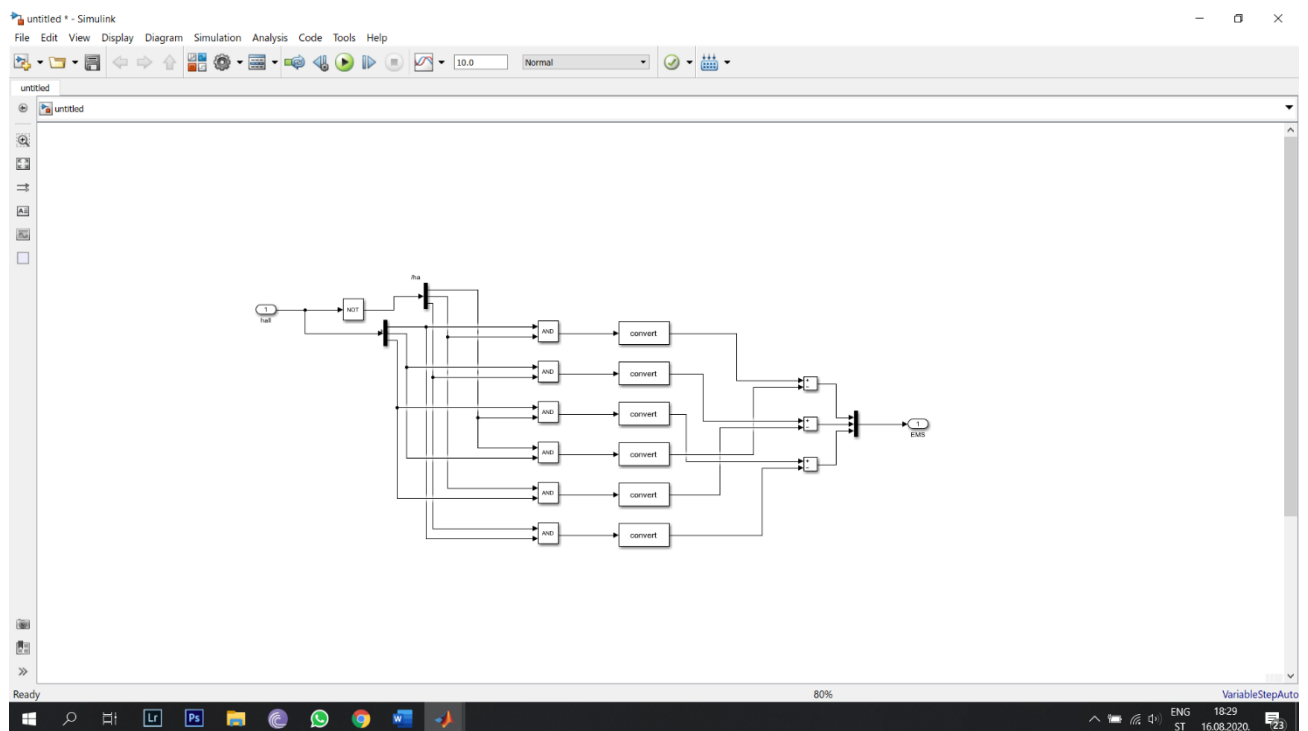 untitled * - Simulink
File Edit View Display Diagram Simulation Analysis Code Tools Help
10.0 Normal
untitled
untitled
/ha
1
hall
NOT
AND
convert
AND
convert
AND
convert
AND
convert
AND
convert
AND
convert
1
EMS
Ready 80% VariableStepAuto
Lr Ps W
ENG 18:29
ST 16.08.2020. 23